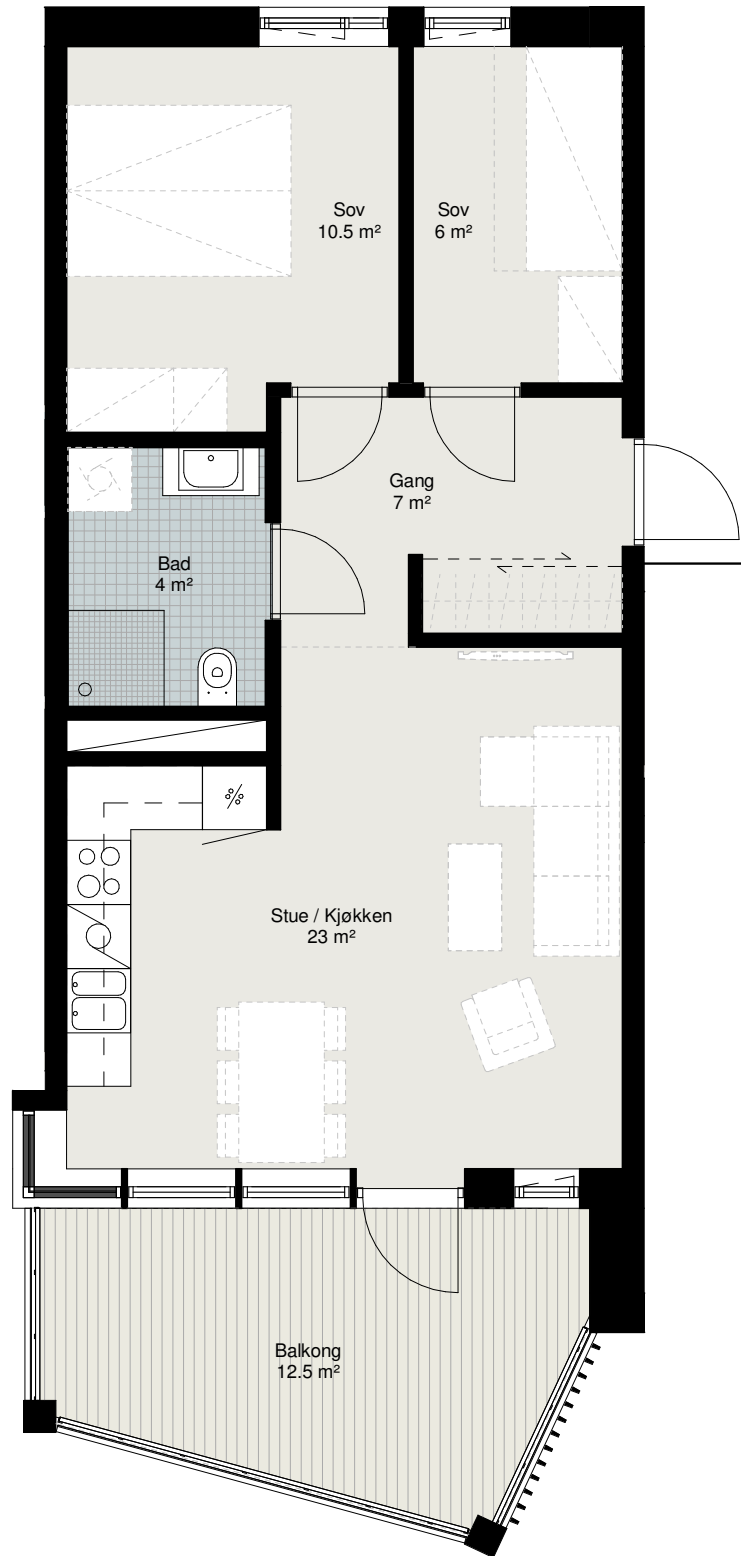 Sov
10.5 m²
Sov
6 m²
Gang
7 m²
Bad
4 m²
Stue / Kjøkken
23 m²
Balkong
12.5 m²